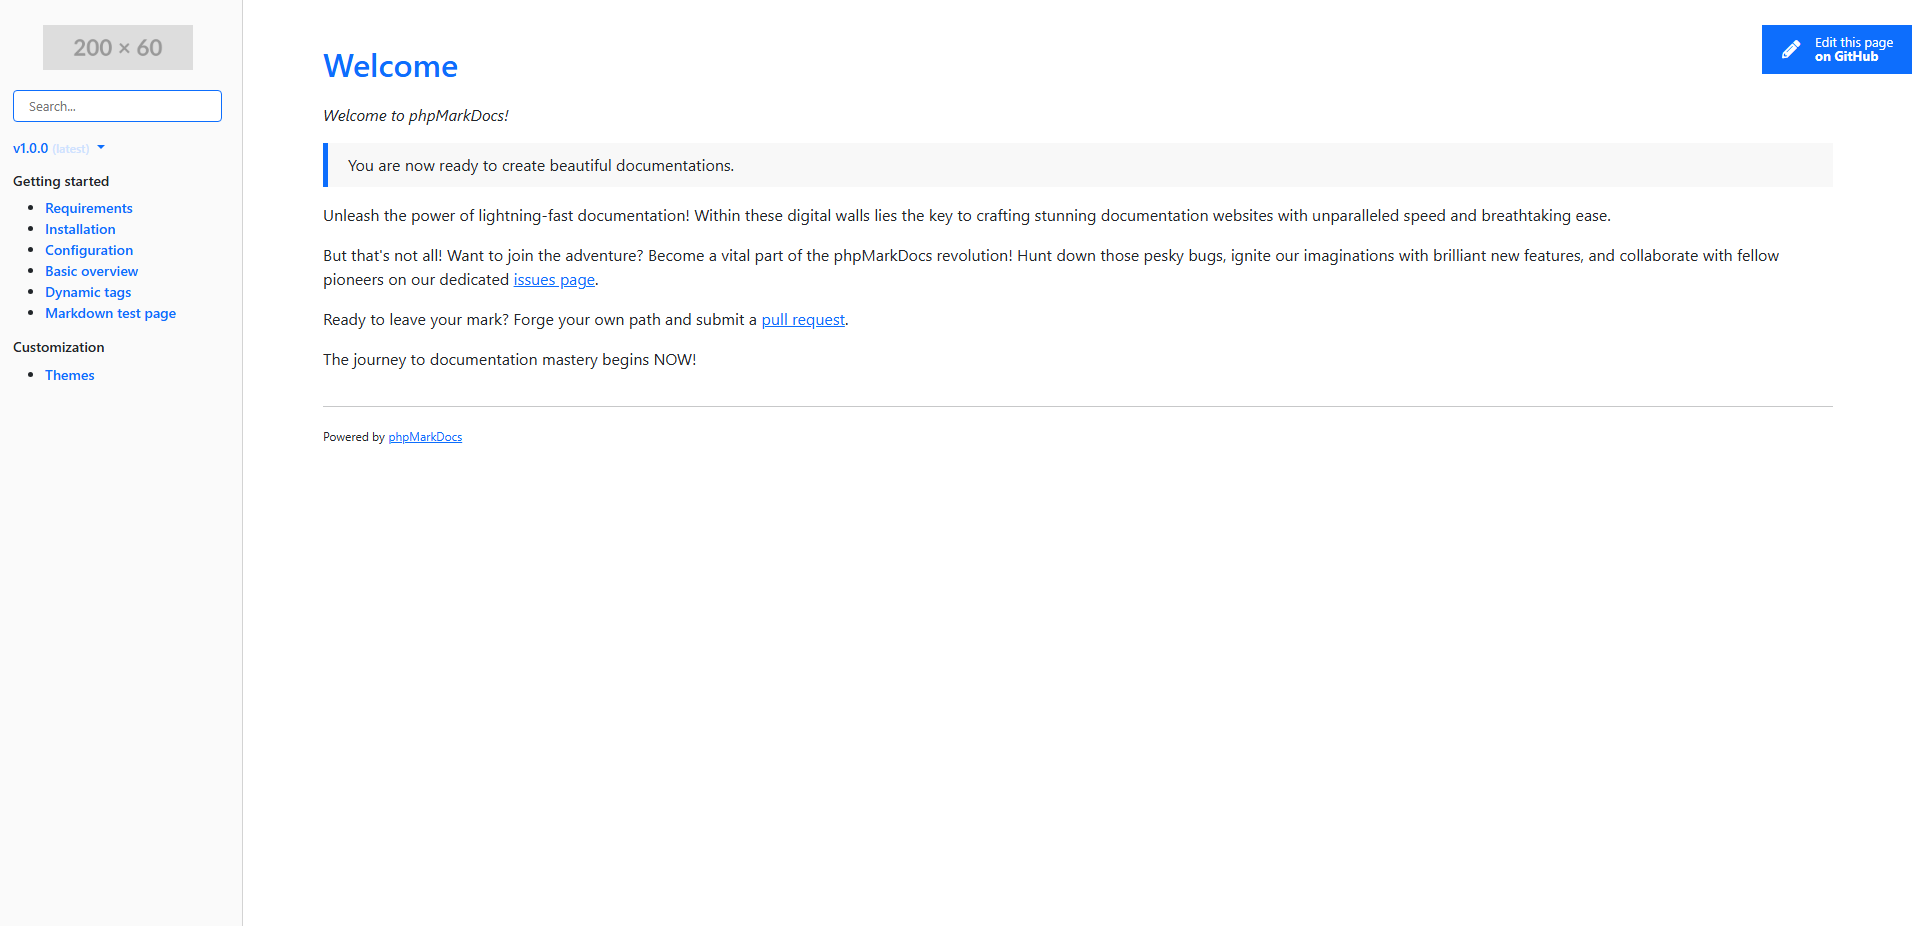 200 × 60
Search...
v1.0.0 (latest)
Getting started
Requirements
Installation
Configuration
Basic overview
Dynamic tags
Markdown test page
Customization
Themes
Edit this page
on GitHub
Welcome
Welcome to phpMarkDocs!
You are now ready to create beautiful documentations.
Unleash the power of lightning-fast documentation! Within these digital walls lies the key to crafting stunning documentation websites with unparalleled speed and breathtaking ease.
But that's not all! Want to join the adventure? Become a vital part of the phpMarkDocs revolution! Hunt down those pesky bugs, ignite our imaginations with brilliant new features, and collaborate with fellow
pioneers on our dedicated issues page.
Ready to leave your mark? Forge your own path and submit a pull request.
The journey to documentation mastery begins NOW!
Powered by phpMarkDocs